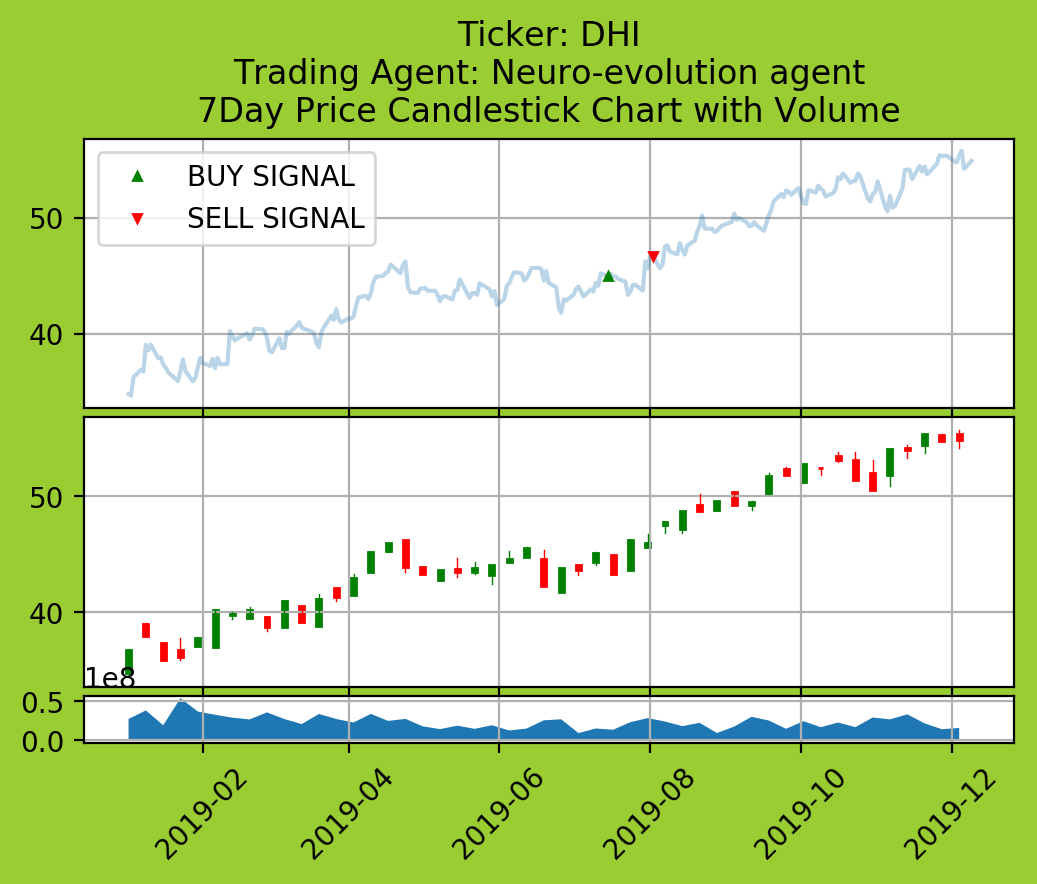 Ticker: DHI
Trading Agent: Neuro-evolution agent
7Day Price Candlestick Chart with Volume
BUY SIGNAL
SELL SIGNAL
50
40
50
40
1e8
0.5
0.0
2019-02
2019-04
2019-06
2019-08
2019-10
2019-12